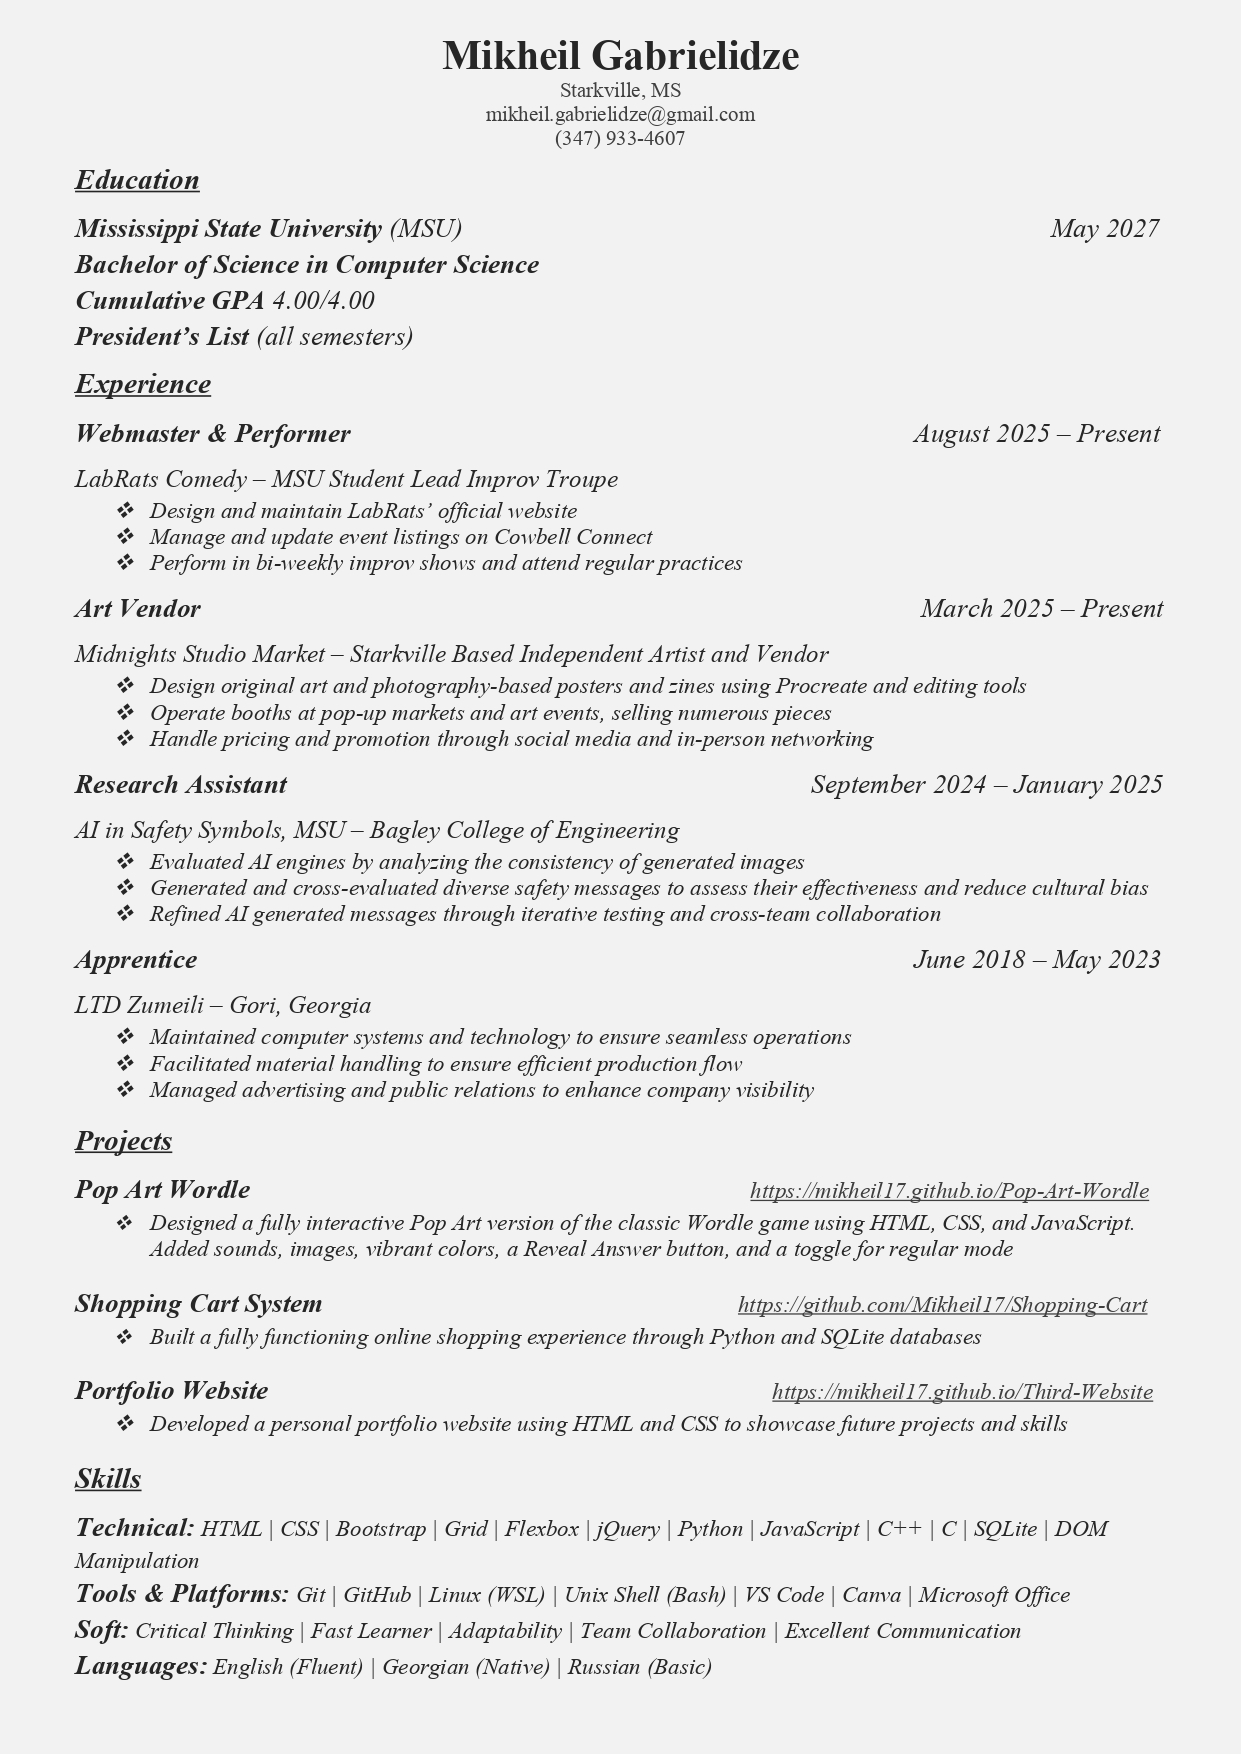 Mikheil Gabrielidze
Starkville, MS
mikheil.gabrielidze@gmail.com
(347) 933-4607
Education
Mississippi State University (MSU) May 2027
Bachelor of Science in Computer Science
Cumulative GPA 4.00/4.00
President’s List (all semesters)
Experience
Webmaster & Performer August 2025 – Present
LabRats Comedy – MSU Student Lead Improv Troupe
❖ Design and maintain LabRats’ official website
❖ Manage and update event listings on Cowbell Connect
❖ Perform in bi-weekly improv shows and attend regular practices
Art Vendor March 2025 – Present
Midnights Studio Market – Starkville Based Independent Artist and Vendor
❖ Design original art and photography-based posters and zines using Procreate and editing tools
❖ Operate booths at pop-up markets and art events, selling numerous pieces
❖ Handle pricing and promotion through social media and in-person networking
Research Assistant September 2024 – January 2025
AI in Safety Symbols, MSU – Bagley College of Engineering
❖ Evaluated AI engines by analyzing the consistency of generated images
❖ Generated and cross-evaluated diverse safety messages to assess their effectiveness and reduce cultural bias
❖ Refined AI generated messages through iterative testing and cross-team collaboration
Apprentice June 2018 – May 2023
LTD Zumeili – Gori, Georgia
❖ Maintained computer systems and technology to ensure seamless operations
❖ Facilitated material handling to ensure efficient production flow
❖ Managed advertising and public relations to enhance company visibility
Projects
Pop Art Wordle https://mikheil17.github.io/Pop-Art-Wordle
❖ Designed a fully interactive Pop Art version of the classic Wordle game using HTML, CSS, and JavaScript.
Added sounds, images, vibrant colors, a Reveal Answer button, and a toggle for regular mode
Shopping Cart System https://github.com/Mikheil17/Shopping-Cart
❖ Built a fully functioning online shopping experience through Python and SQLite databases
Portfolio Website https://mikheil17.github.io/Third-Website
❖ Developed a personal portfolio website using HTML and CSS to showcase future projects and skills
Skills
Technical: HTML | CSS | Bootstrap | Grid | Flexbox | jQuery | Python | JavaScript | C++ | C | SQLite | DOM
Manipulation
Tools & Platforms: Git | GitHub | Linux (WSL) | Unix Shell (Bash) | VS Code | Canva | Microsoft Office
Soft: Critical Thinking | Fast Learner | Adaptability | Team Collaboration | Excellent Communication
Languages: English (Fluent) | Georgian (Native) | Russian (Basic)